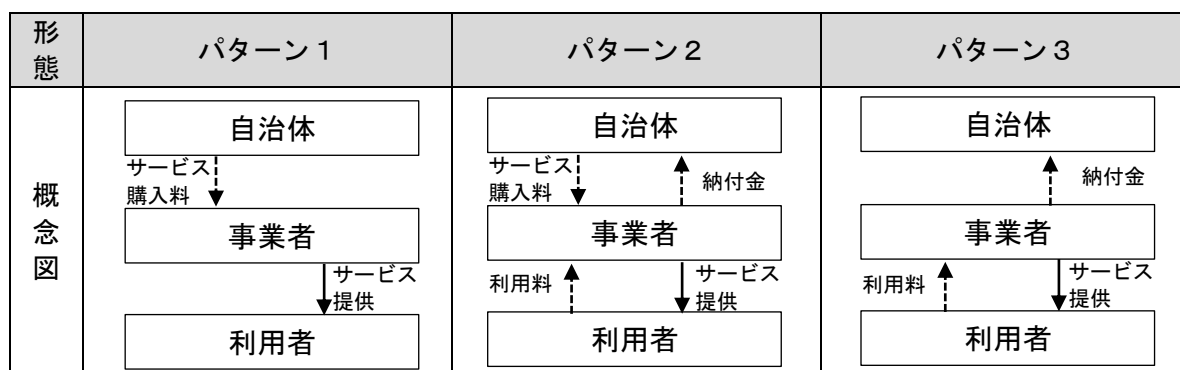 形態
パターン1
パターン2
パターン3
概念図
自治体
サービス
購入料
事業者
サービス
提供
利用者
自治体
サービス
購入料
納付金
事業者
利用料
サービス
提供
利用者
自治体
納付金
事業者
利用料
サービス
提供
利用者